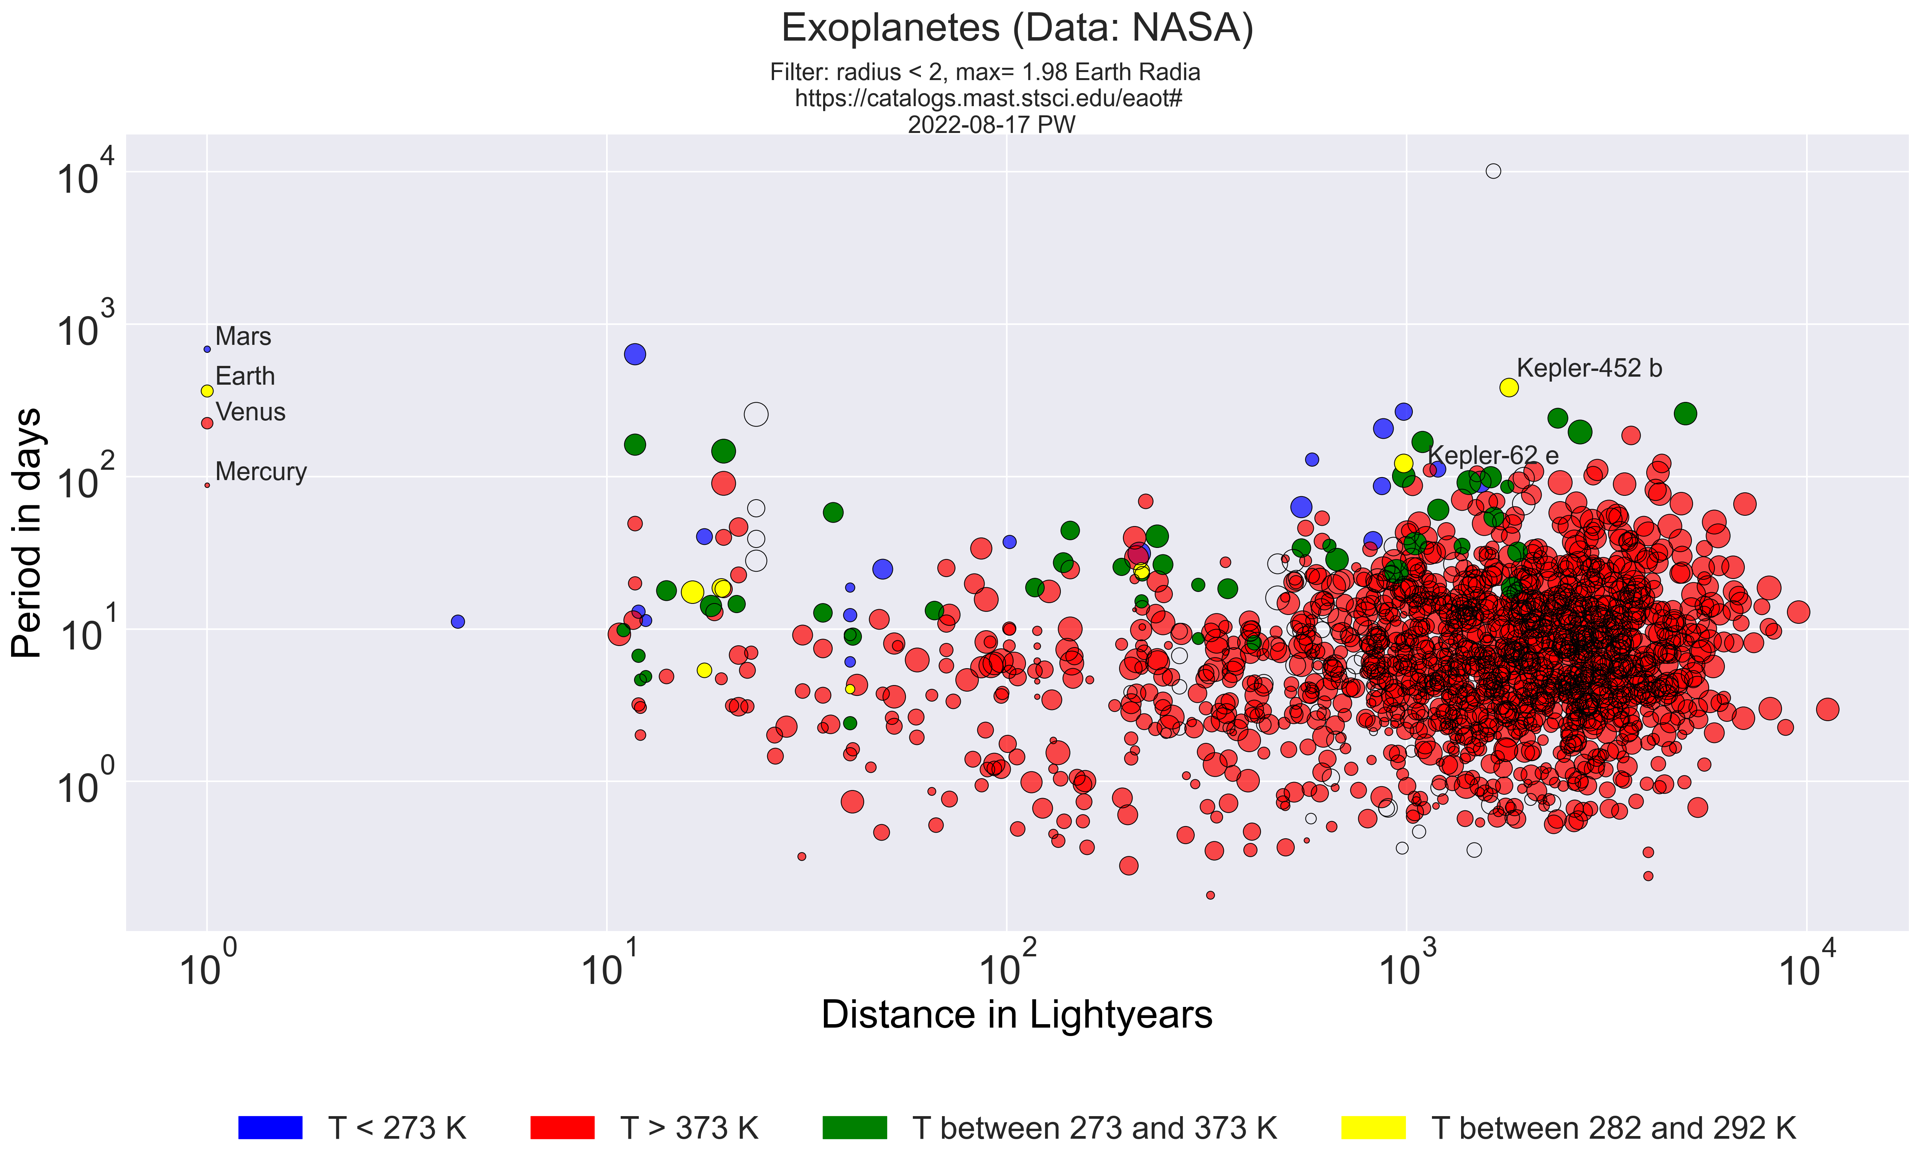 Exoplanetes (Data: NASA)
Filter: radius < 2, max= 1.98 Earth Radia
https://catalogs.mast.stsci.edu/eaot#
2022-08-17 PW
10^4
10^3
10^2
10^1
10^0
Period in days
Mars
Earth
Venus
Mercury
Kepler-452 b
Kepler-62 e
10^0 10^1 10^2 10^3 10^4
Distance in Lightyears
T < 273 K T > 373 K T between 273 and 373 K T between 282 and 292 K